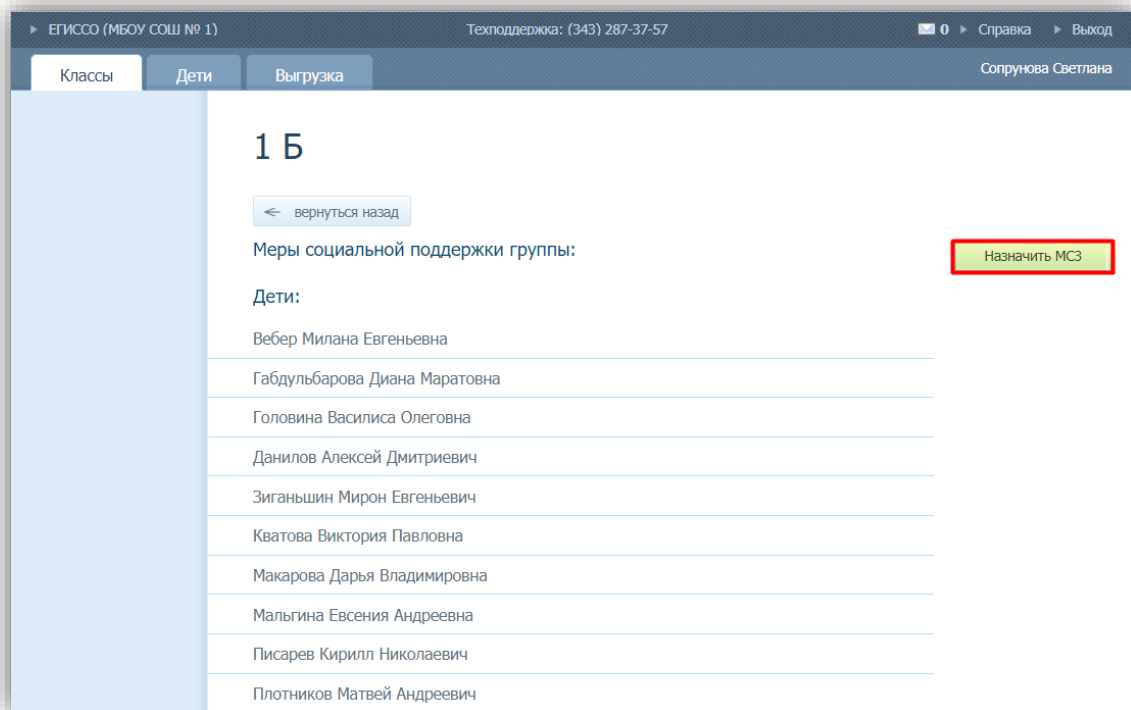 ЕГИССО (МБОУ СОШ № 1) Техподдержка: (343) 287-37-57 0 Справка Выход
Классы Дети Выгрузка Сопрунова Светлана
1 Б
вернуться назад
Меры социальной поддержки группы:
Назначить МСЗ
Дети:
Вебер Милана Евгеньевна
Габдульбарова Диана Маратовна
Головина Василиса Олеговна
Данилов Алексей Дмитриевич
Зиганьшин Мирон Евгеньевич
Кватова Виктория Павловна
Макарова Дарья Владимировна
Мальгина Евсения Андреевна
Писарев Кирилл Николаевич
Плотников Матвей Андреевич